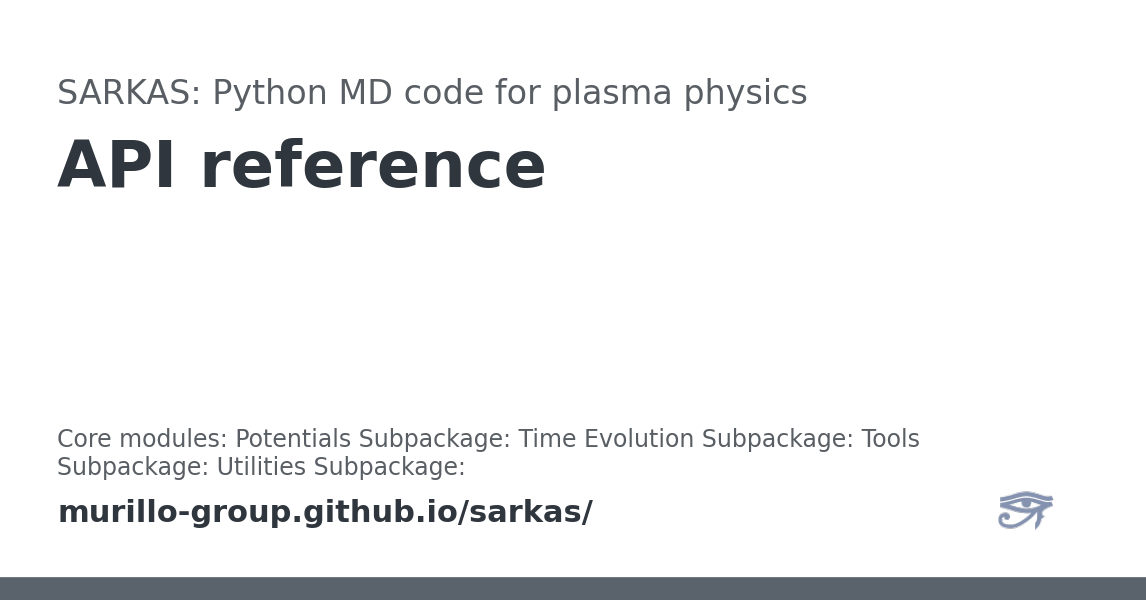 SARKAS: Python MD code for plasma physics
API reference
Core modules: Potentials Subpackage: Time Evolution Subpackage: Tools
Subpackage: Utilities Subpackage:
murillo-group.github.io/sarkas/